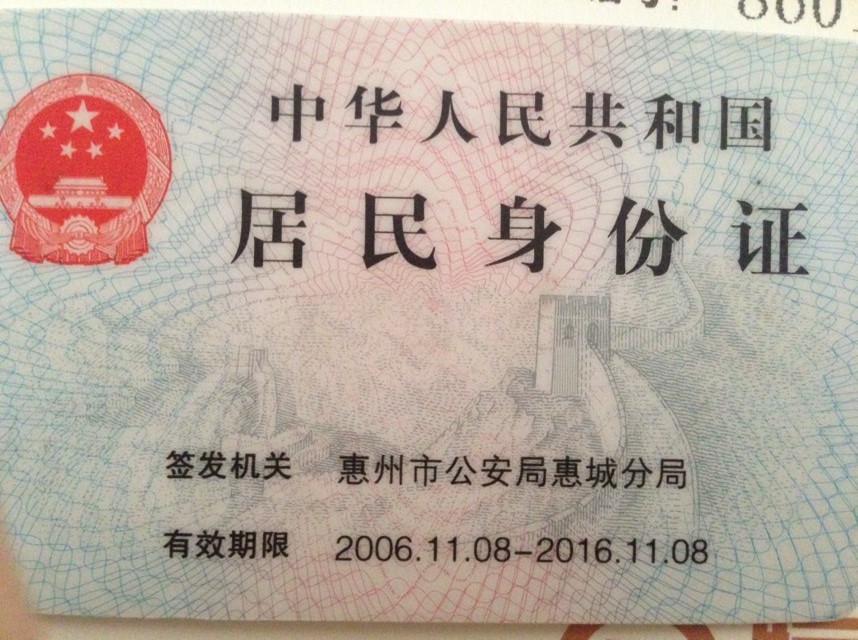 中华人民共和国
居民身份证
签发机关 惠州市公安局惠城分局
有效期限 2006.11.08-2016.11.08